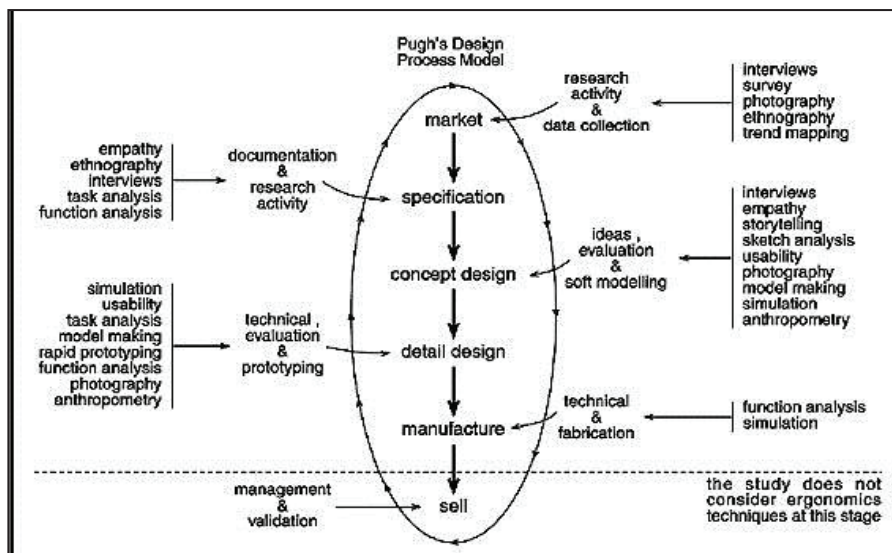 Pugh's Design
Process Model
market
research
activity
&
data collection
interviews
survey
photography
ethnography
trend mapping
empathy
ethnography
interviews
task analysis
function analysis
documentation
&
research
activity
specification
interviews
empathy
storytelling
sketch analysis
usability
photography
model making
simulation
anthropometry
ideas ,
evaluation
&
soft modelling
concept design
simulation
usability
task analysis
model making
rapid prototyping
function analysis
photography
anthropometry
technical ,
evaluation
&
prototyping
detail design
manufacture
technical
&
fabrication
function analysis
simulation
management
&
validation
sell
the study does not
consider ergonomics
techniques at this stage